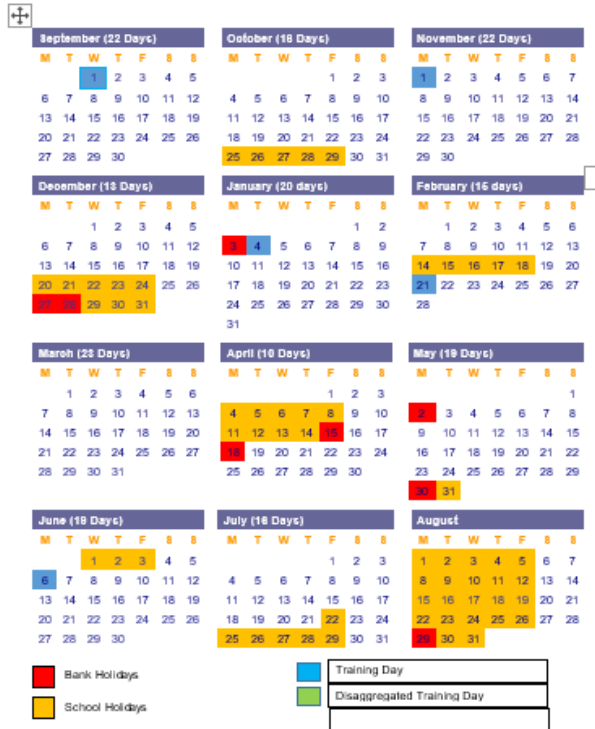 September (22 Days) October (16 Days) November (22 Days)
M T W T F S S M T W T F S S M T W T F S S
1 2 3 4 5 1 2 3 1 2 3 4 5 6 7
6 7 8 9 10 11 12 4 5 6 7 8 9 10 8 9 10 11 12 13 14
13 14 15 16 17 18 19 11 12 13 14 15 16 17 15 16 17 18 19 20 21
20 21 22 23 24 25 26 18 19 20 21 22 23 24 22 23 24 25 26 27 28
27 28 29 30 25 26 27 28 29 30 31 29 30
December (13 Days) January (20 days) February (15 days)
M T W T F S S M T W T F S S M T W T F S S
1 2 3 4 5 1 2 1 2 3 4 5 6
6 7 8 9 10 11 12 3 4 5 6 7 8 9 7 8 9 10 11 12 13
13 14 15 16 17 18 19 10 11 12 13 14 15 16 14 15 16 17 18 19 20
20 21 22 23 24 25 26 17 18 19 20 21 22 23 21 22 23 24 25 26 27
27 28 29 30 31 24 25 26 27 28 29 30 28
31
March (23 Days) April (10 Days) May (19 Days)
M T W T F S S M T W T F S S M T W T F S S
1 2 3 4 5 6 1 2 3 1
7 8 9 10 11 12 13 4 5 6 7 8 9 10 2 3 4 5 6 7 8
14 15 16 17 18 19 20 11 12 13 14 15 16 17 9 10 11 12 13 14 15
21 22 23 24 25 26 27 18 19 20 21 22 23 24 16 17 18 19 20 21 22
28 29 30 31 25 26 27 28 29 30 23 24 25 26 27 28 29
30 31
June (19 Days) July (16 Days) August
M T W T F S S M T W T F S S M T W T F S S
1 2 3 4 5 1 2 3 1 2 3 4 5 6 7
6 7 8 9 10 11 12 4 5 6 7 8 9 10 8 9 10 11 12 13 14
13 14 15 16 17 18 19 11 12 13 14 15 16 17 15 16 17 18 19 20 21
20 21 22 23 24 25 26 18 19 20 21 22 23 24 22 23 24 25 26 27 28
27 28 29 30 25 26 27 28 29 30 31 29 30 31
Bank Holidays Training Day
School Holidays Disaggregated Training Day